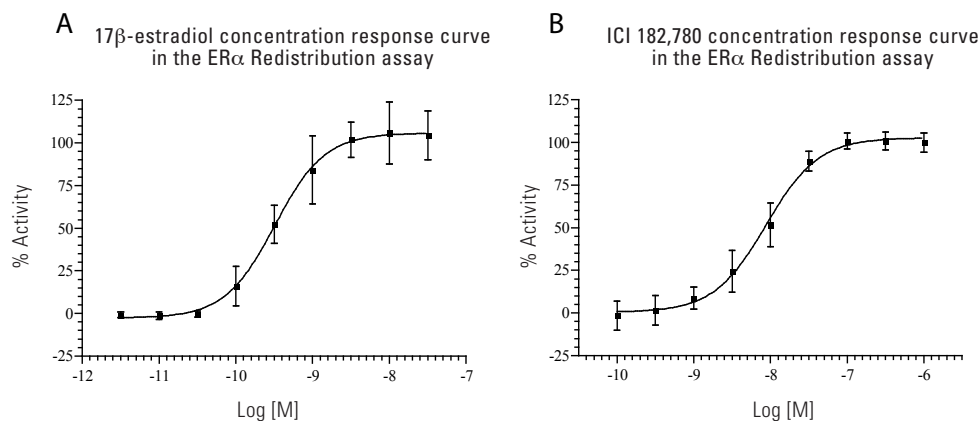 A
17β-estradiol concentration response curve
in the ERα Redistribution assay
125
100
75
50
25
0
-25
% Activity
-12 -11 -10 -9 -8 -7
Log [M]
B
ICI 182,780 concentration response curve
in the ERα Redistribution assay
125
100
75
50
25
0
-25
% Activity
-10 -9 -8 -7 -6
Log [M]